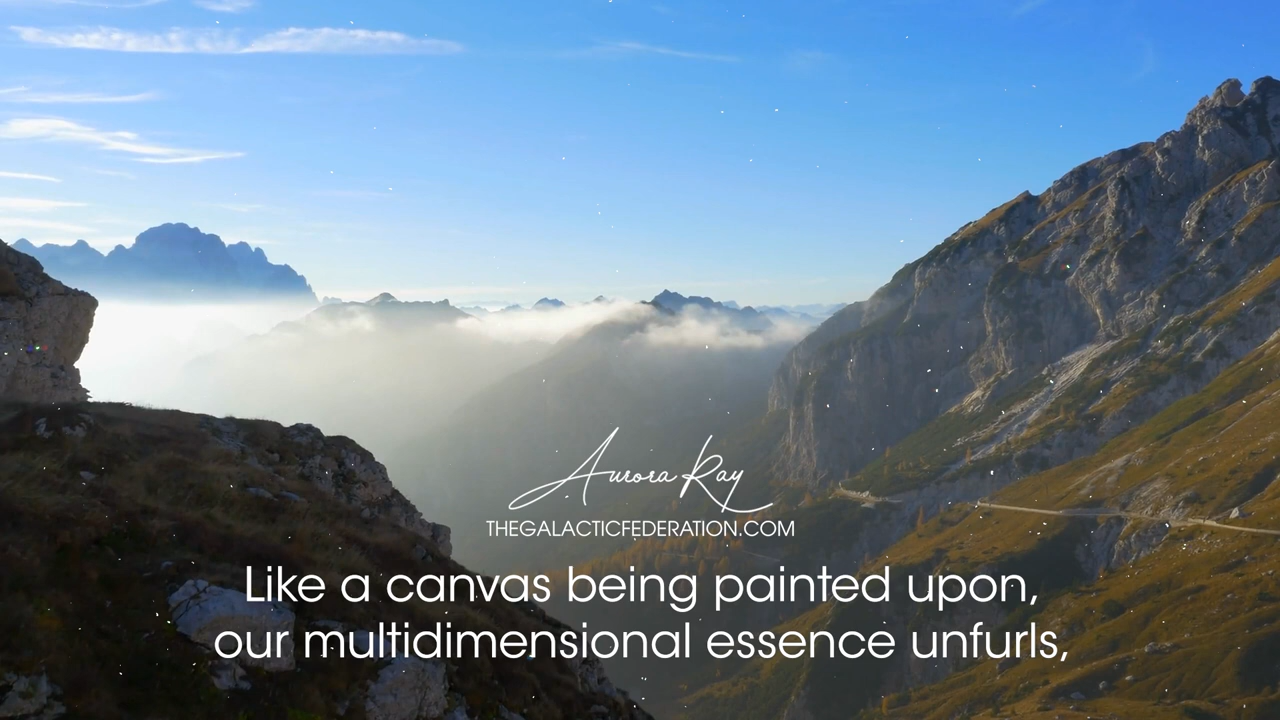 Aurora Ray
THEGALACTICFEDERATION.COM
Like a canvas being painted upon,
our multidimensional essence unfurls,